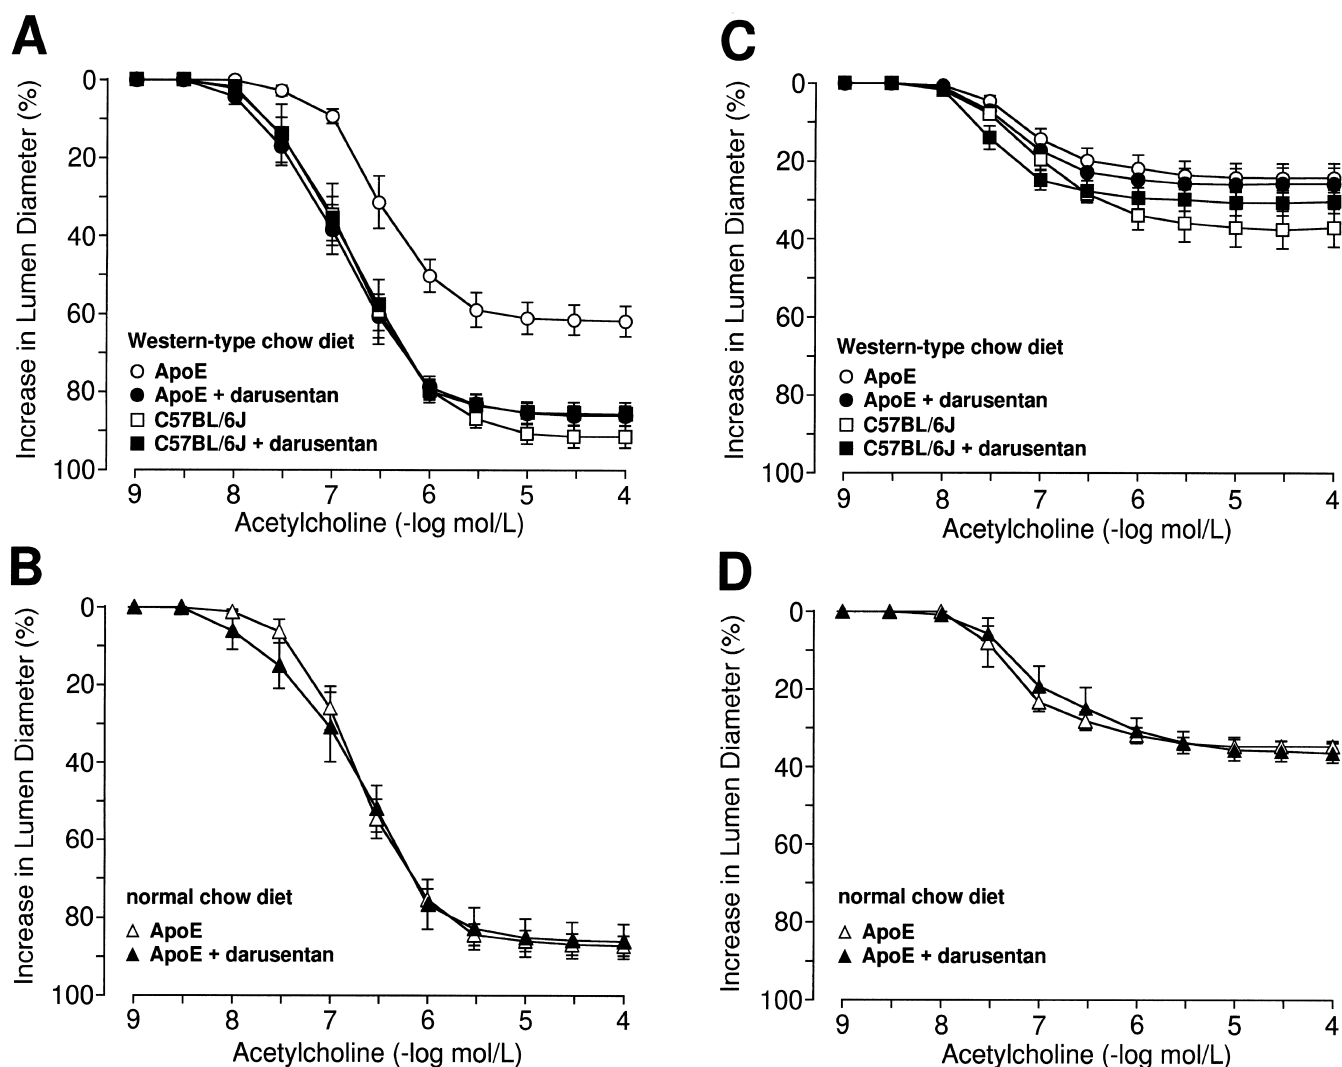 A
Increase in Lumen Diameter (%)
0
20
40
60
80
100
Western-type chow diet
ApoE
ApoE + darusentan
C57BL/6J
C57BL/6J + darusentan
9 8 7 6 5 4
Acetylcholine (-log mol/L)
C
Increase in Lumen Diameter (%)
0
20
40
60
80
100
Western-type chow diet
ApoE
ApoE + darusentan
C57BL/6J
C57BL/6J + darusentan
9 8 7 6 5 4
Acetylcholine (-log mol/L)
B
Increase in Lumen Diameter (%)
0
20
40
60
80
100
normal chow diet
ApoE
ApoE + darusentan
9 8 7 6 5 4
Acetylcholine (-log mol/L)
D
Increase in Lumen Diameter (%)
0
20
40
60
80
100
normal chow diet
ApoE
ApoE + darusentan
9 8 7 6 5 4
Acetylcholine (-log mol/L)